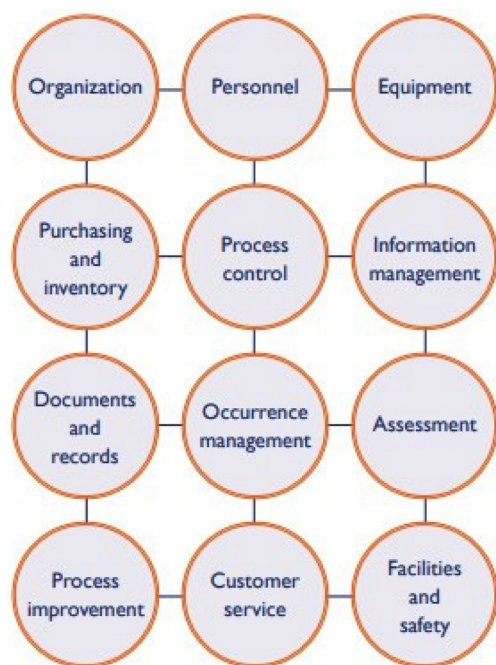 Organization
Personnel
Equipment
Purchasing
and
inventory
Process
control
Information
management
Documents
and
records
Occurrence
management
Assessment
Process
improvement
Customer
service
Facilities
and
safety